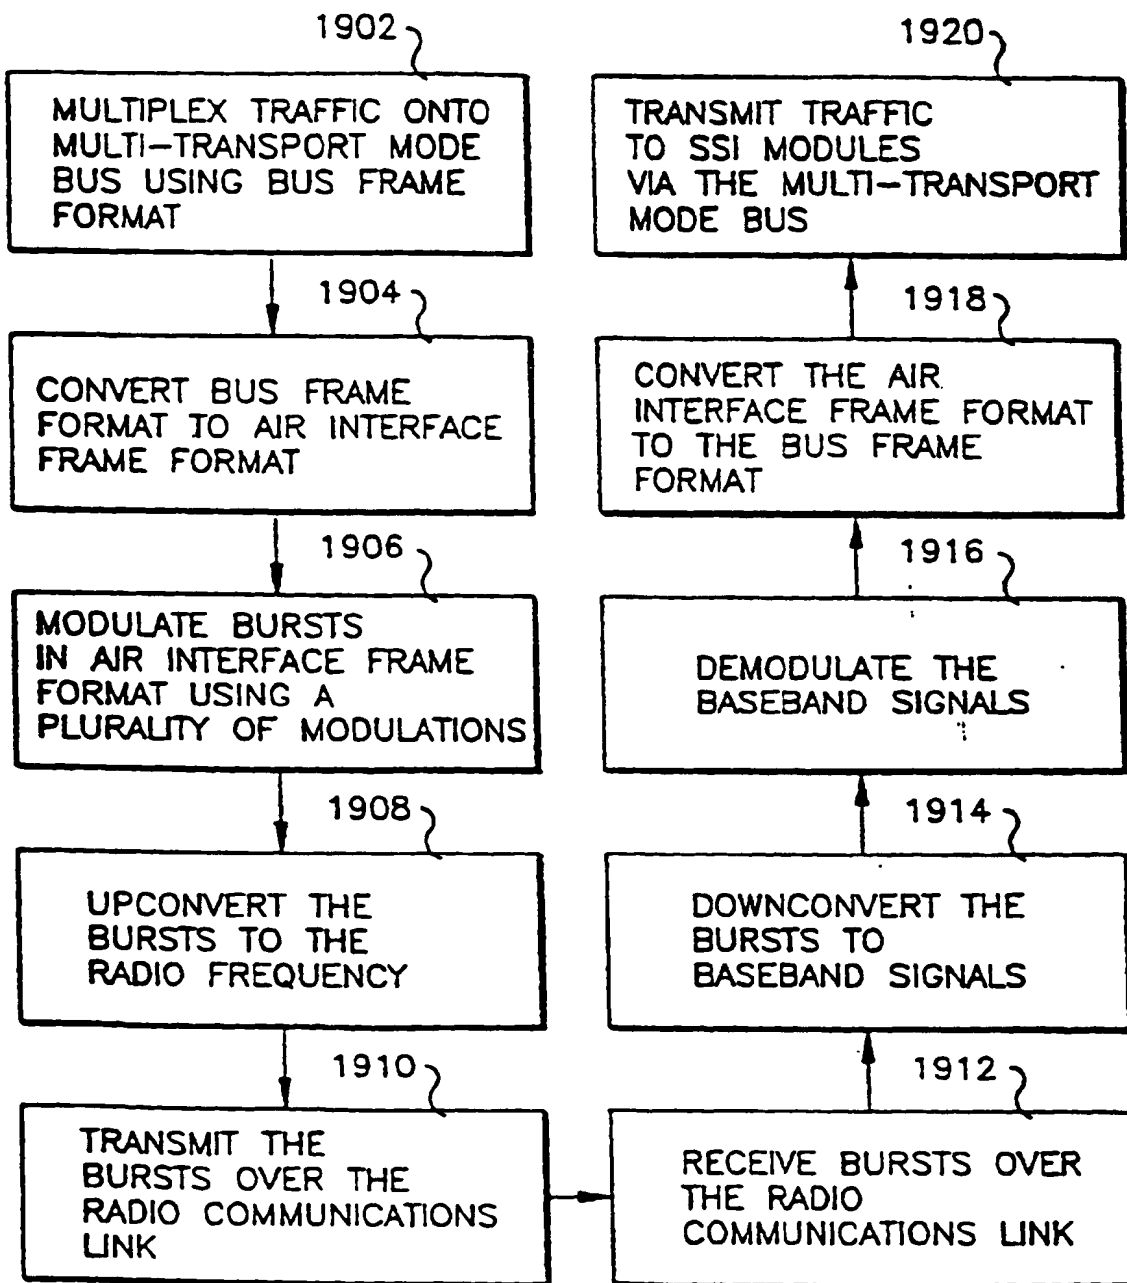 1902
MULTIPLEX TRAFFIC ONTO
MULTI-TRANSPORT MODE
BUS USING BUS FRAME
FORMAT
1904
CONVERT BUS FRAME
FORMAT TO AIR INTERFACE
FRAME FORMAT
1906
MODULATE BURSTS
IN AIR INTERFACE FRAME
FORMAT USING A
PLURALITY OF MODULATIONS
1908
UPCONVERT THE
BURSTS TO THE
RADIO FREQUENCY
1910
TRANSMIT THE
BURSTS OVER THE
RADIO COMMUNICATIONS
LINK
1912
RECEIVE BURSTS OVER
THE RADIO
COMMUNICATIONS LINK
1914
DOWNCONVERT THE
BURSTS TO
BASEBAND SIGNALS
1916
DEMODULATE THE
BASEBAND SIGNALS
1918
CONVERT THE AIR
INTERFACE FRAME FORMAT
TO THE BUS FRAME
FORMAT
1920
TRANSMIT TRAFFIC
TO SSI MODULES
VIA THE MULTI-TRANSPORT
MODE BUS